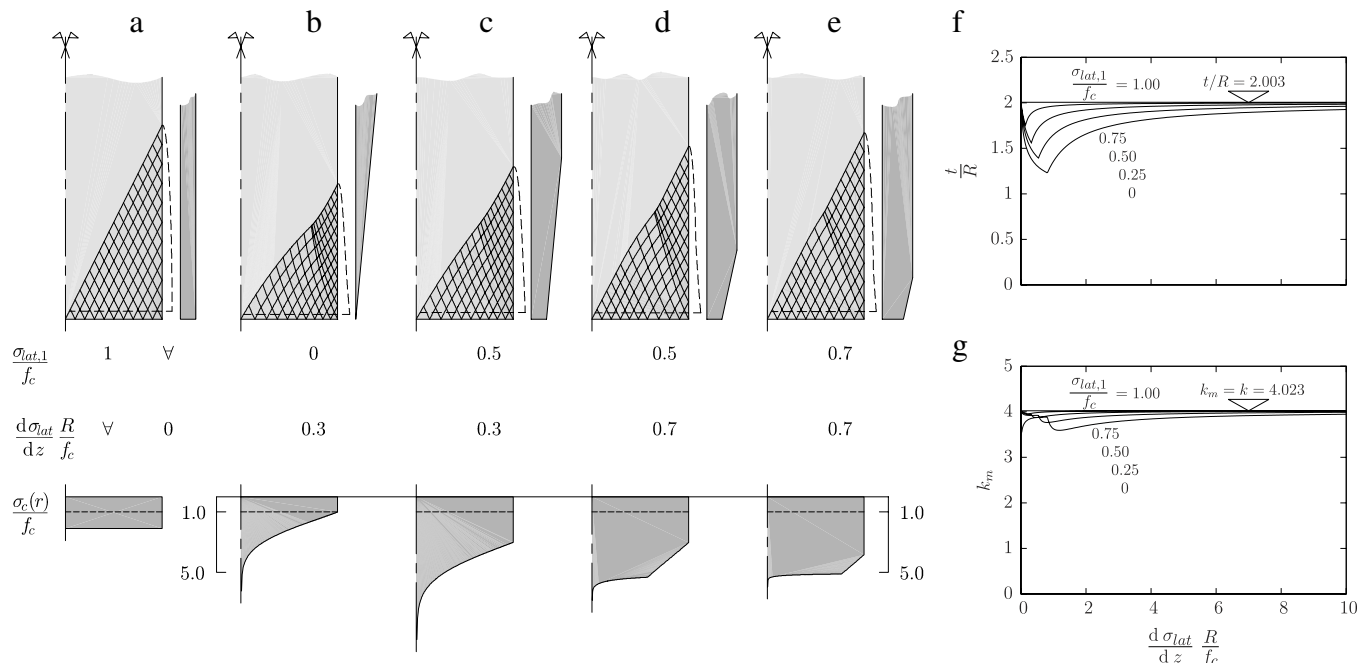 a b c d e f
2.5
2
1.5
1
0.5
0
t/R
σ_lat,1/f_c = 1.00
t/R = 2.003
0.75
0.50
0.25
0
σ_lat,1/f_c 1 ∀ 0 0.5 0.5 0.7
dσ_lat/dz R/f_c ∀ 0 0.3 0.3 0.7 0.7
σ_c(r)/f_c
1.0
5.0
1.0
5.0
g
5
4
3
2
1
0
k_m
σ_lat,1/f_c = 1.00
k_m = k = 4.023
0.75
0.50
0.25
0
0 2 4 6 8 10
dσ_lat/dz R/f_c